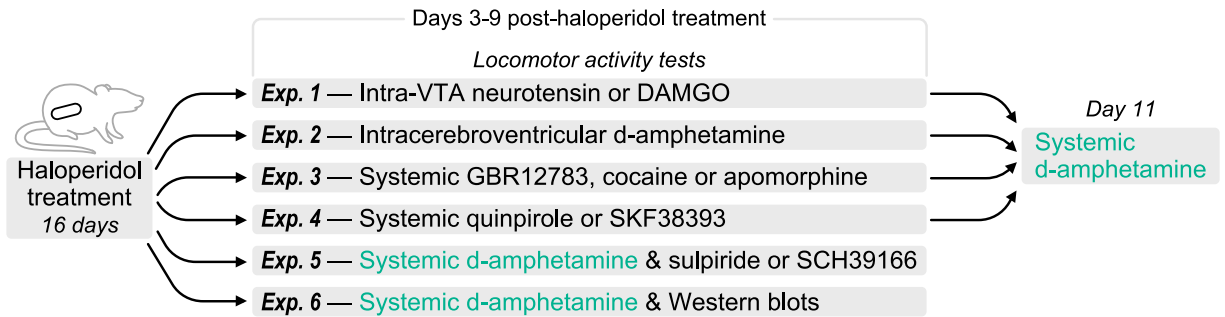 Days 3-9 post-haloperidol treatment
Locomotor activity tests
Haloperidol
treatment
16 days
Exp. 1 — Intra-VTA neurotensin or DAMGO
Exp. 2 — Intracerebroventricular d-amphetamine
Exp. 3 — Systemic GBR12783, cocaine or apomorphine
Exp. 4 — Systemic quinpirole or SKF38393
Exp. 5 — Systemic d-amphetamine & sulpiride or SCH39166
Exp. 6 — Systemic d-amphetamine & Western blots
Day 11
Systemic
d-amphetamine